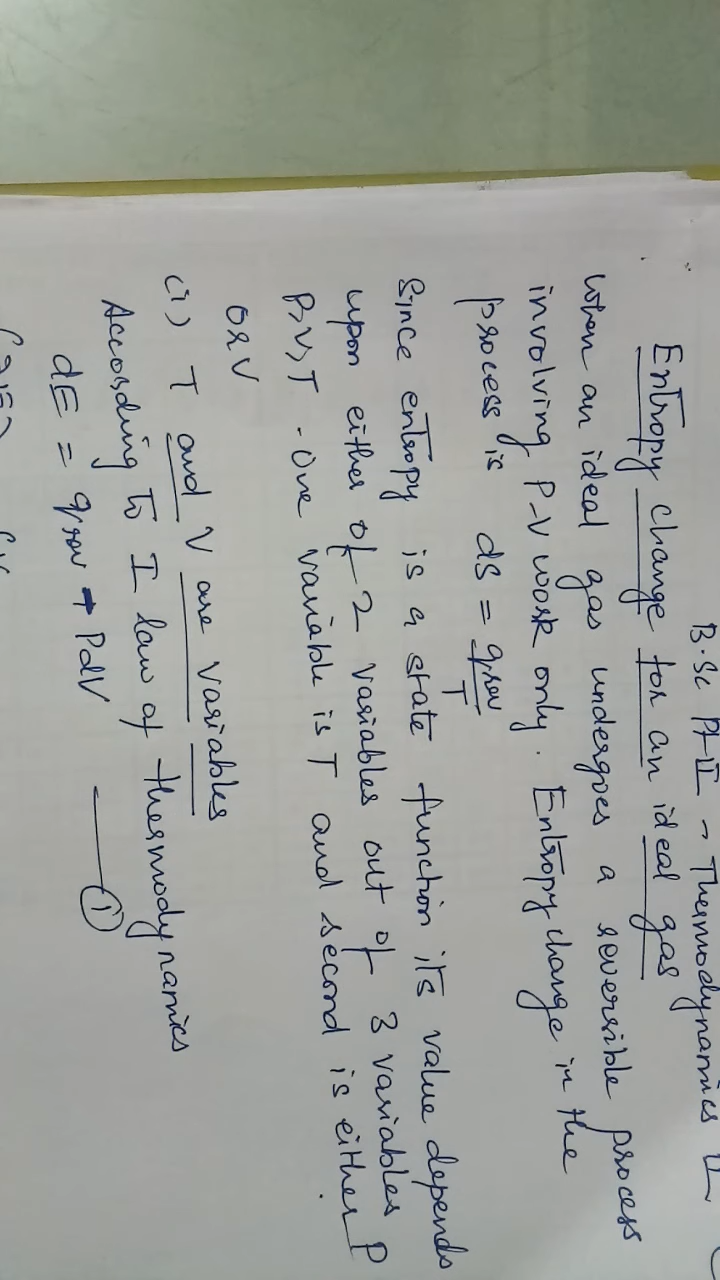 B.Sc Pt II → Thermodynamics II
Entropy change for an ideal gas
When an ideal gas undergoes a reversible process
involving P-V work only. Entropy change in the
process is dS = qrev/T
Since entropy is a state function its value depends
upon either of 2 variables out of 3 variables
P,V,T. One variable is T and second is either P
or V
(i) T and V are variables
According to I law of thermodynamics
dE = qrev + PdV —— ①